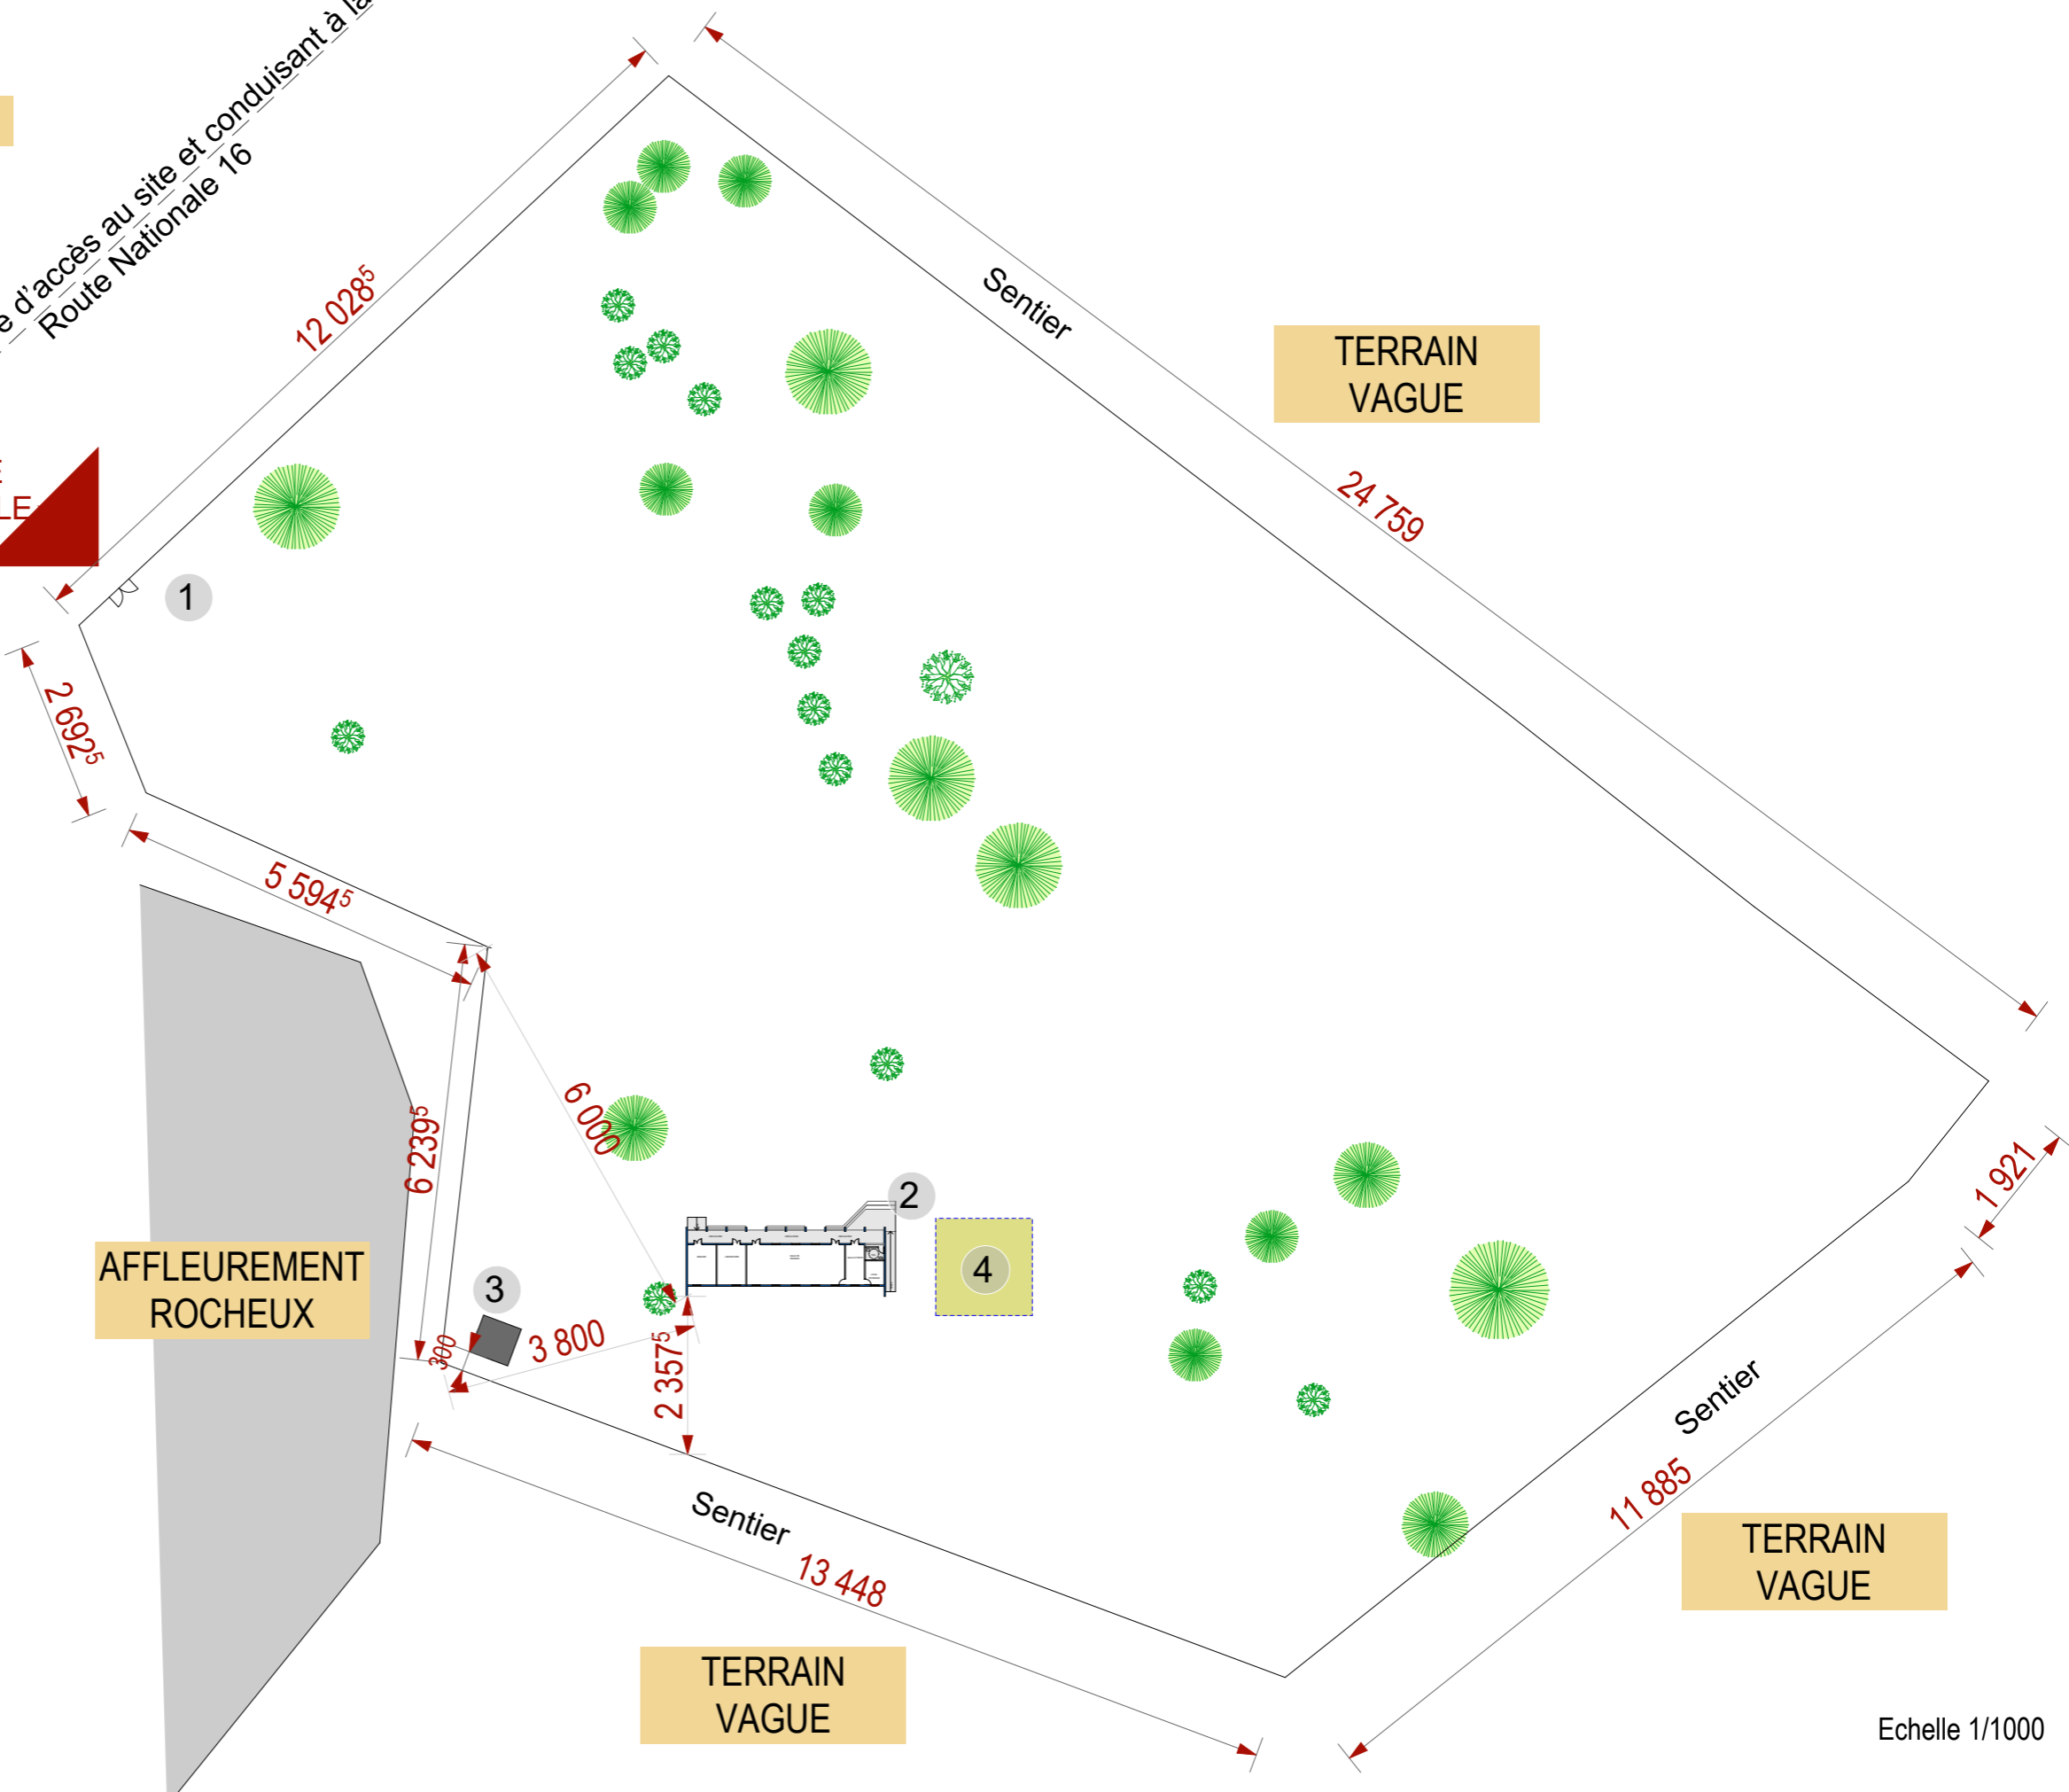 d'accès au site et conduisant à la
Route Nationale 16
12 028⁵
Sentier
TERRAIN
VAGUE
24 759
E
LE
1
2 692⁵
5 594⁵
6 000
6 239⁵
2
1 921
AFFLEUREMENT
ROCHEUX
3
4
300
3 800
2 357⁵
Sentier
11 885
Sentier
13 448
TERRAIN
VAGUE
TERRAIN
VAGUE
Echelle 1/1000